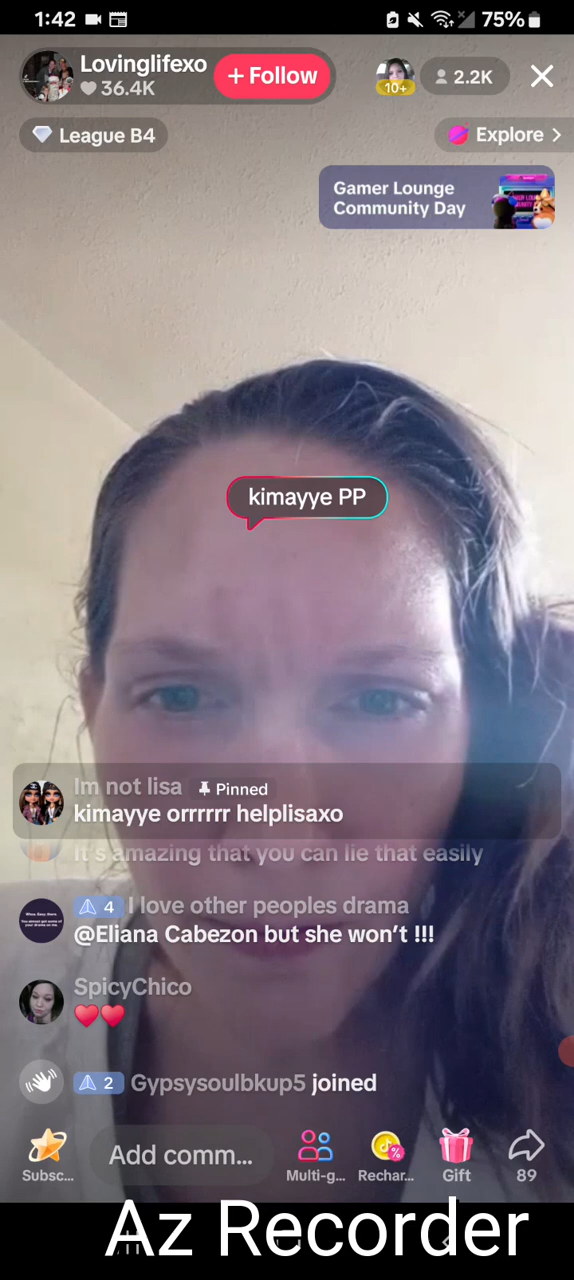 1:42
75%
Lovinglifexo
36.4K
+ Follow
10+
2.2K
League B4
Explore >
Gamer Lounge
Community Day
kimayye PP
Im not lisa Pinned
kimayye orrrrrr helplisaxo
It's amazing that you can lie that easily
4 I love other peoples drama
@Eliana Cabezon but she won't !!!
SpicyChico
2 Gypsysoulbkup5 joined
Add comm...
Subsc...
Multi-g...
Rechar...
Gift
89
Az Recorder